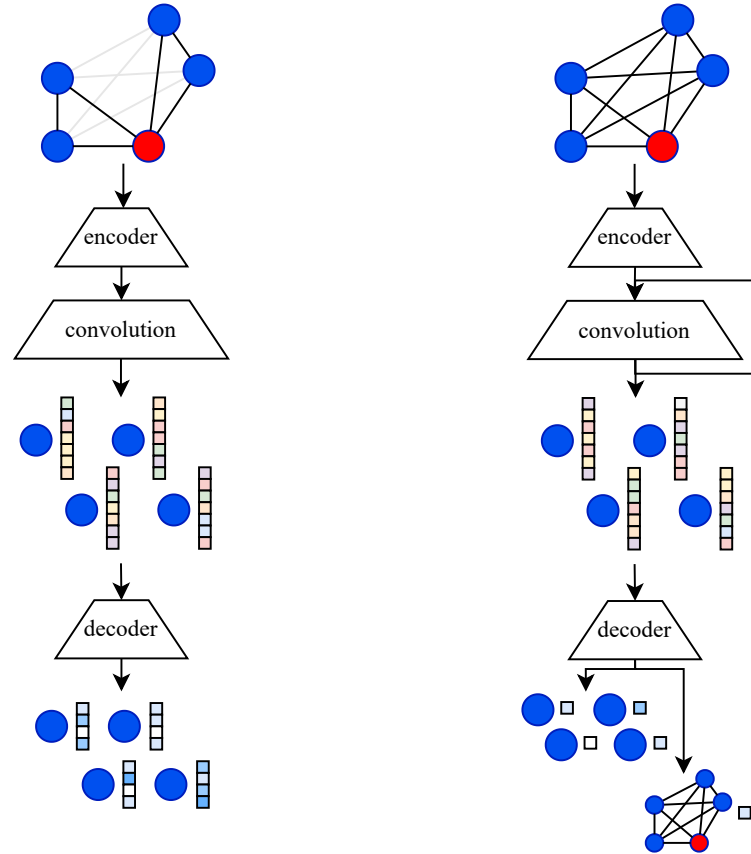 encoder
encoder
convolution
convolution
decoder
decoder